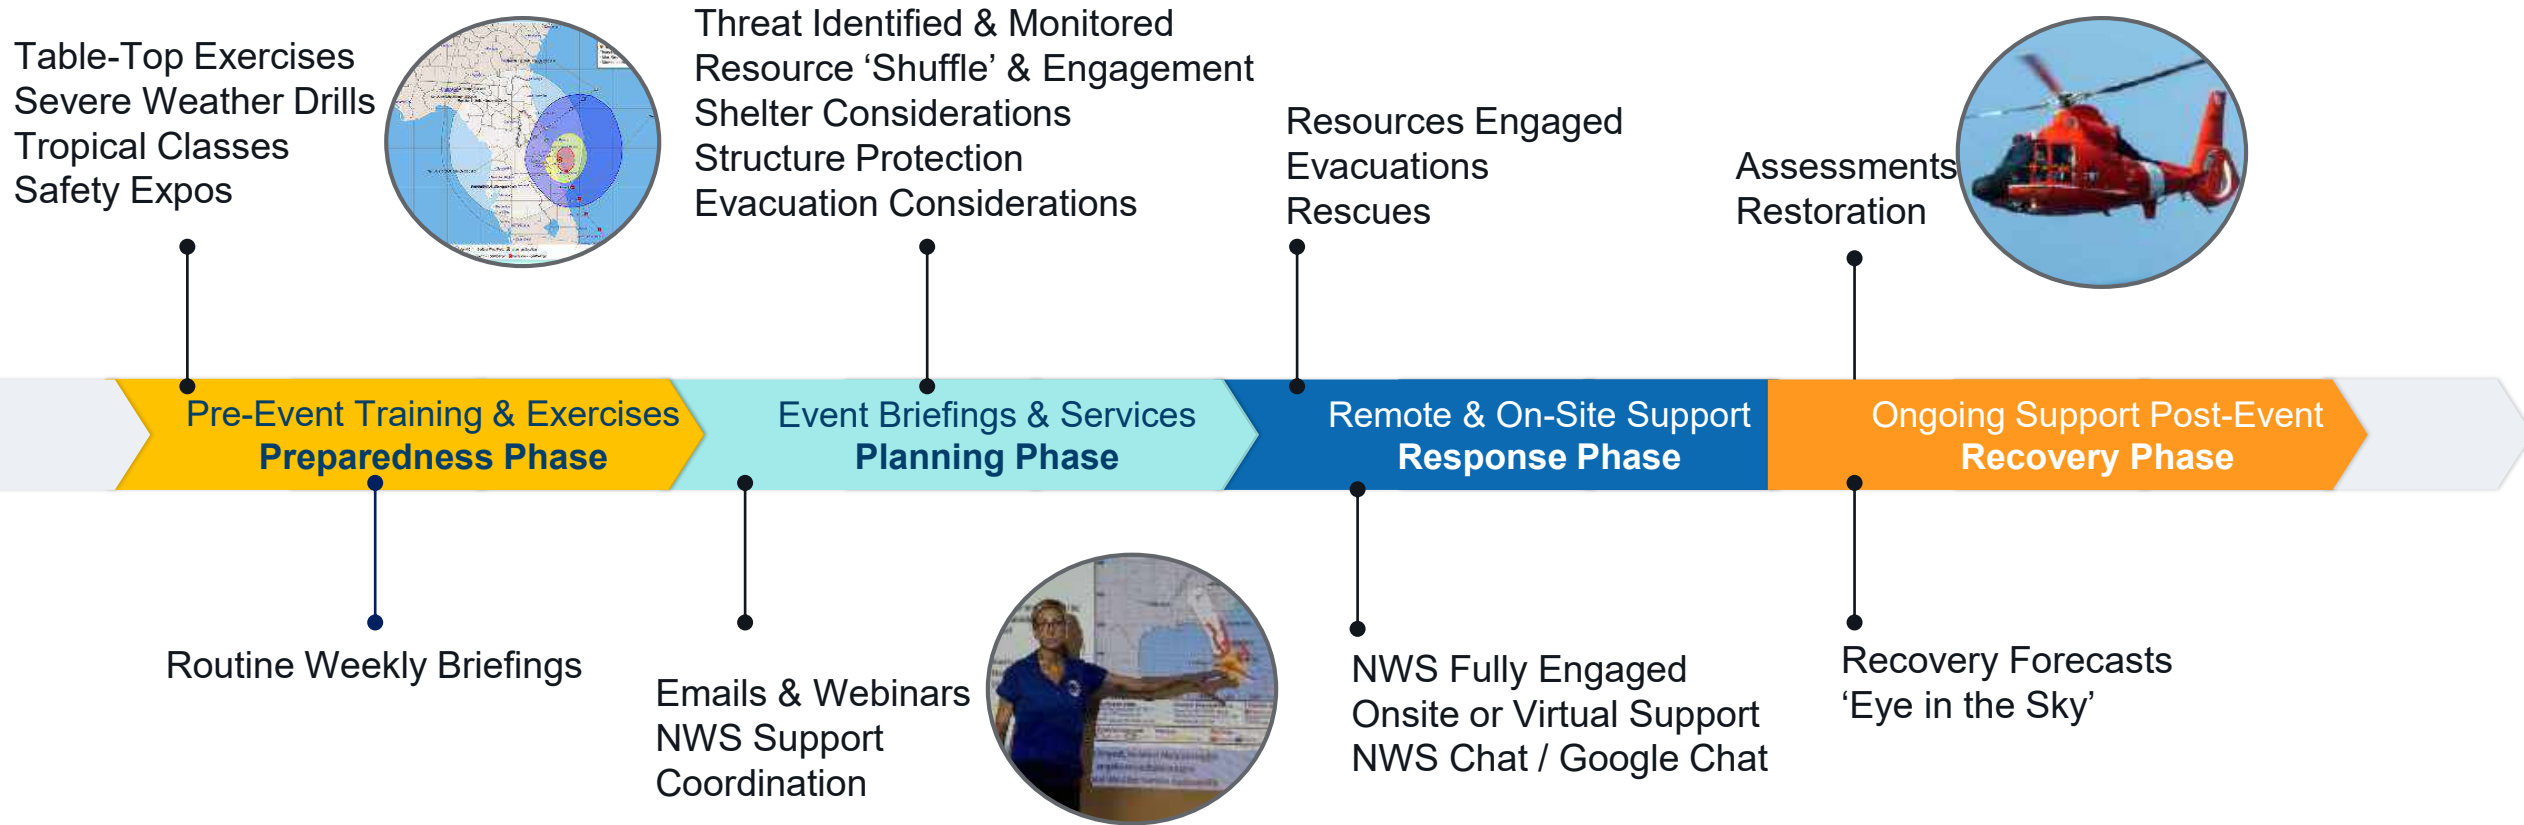 Table-Top Exercises
Severe Weather Drills
Tropical Classes
Safety Expos
Threat Identified & Monitored
Resource ‘Shuffle’ & Engagement
Shelter Considerations
Structure Protection
Evacuation Considerations
Resources Engaged
Evacuations
Rescues
Assessments
Restoration
Pre-Event Training & Exercises
Preparedness Phase
Event Briefings & Services
Planning Phase
Remote & On-Site Support
Response Phase
Ongoing Support Post-Event
Recovery Phase
Routine Weekly Briefings
Emails & Webinars
NWS Support
Coordination
NWS Fully Engaged
Onsite or Virtual Support
NWS Chat / Google Chat
Recovery Forecasts
‘Eye in the Sky’